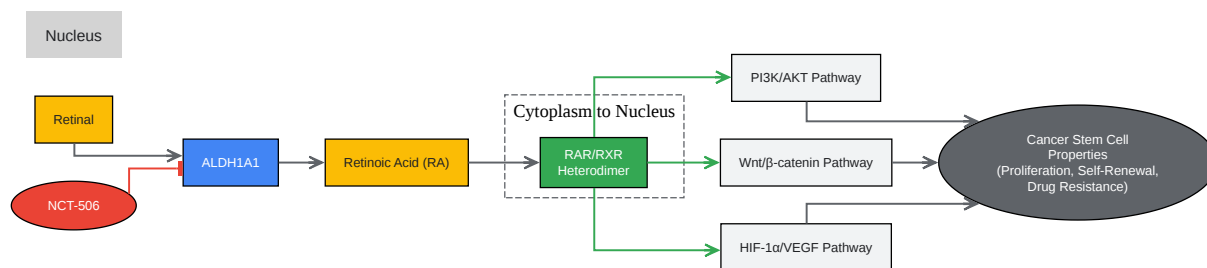 Nucleus
Retinal
NCT-506
ALDH1A1
Retinoic Acid (RA)
Cytoplasm to Nucleus
RAR/RXR
Heterodimer
PI3K/AKT Pathway
Wnt/β-catenin Pathway
HIF-1α/VEGF Pathway
Cancer Stem Cell
Properties
(Proliferation, Self-Renewal,
Drug Resistance)